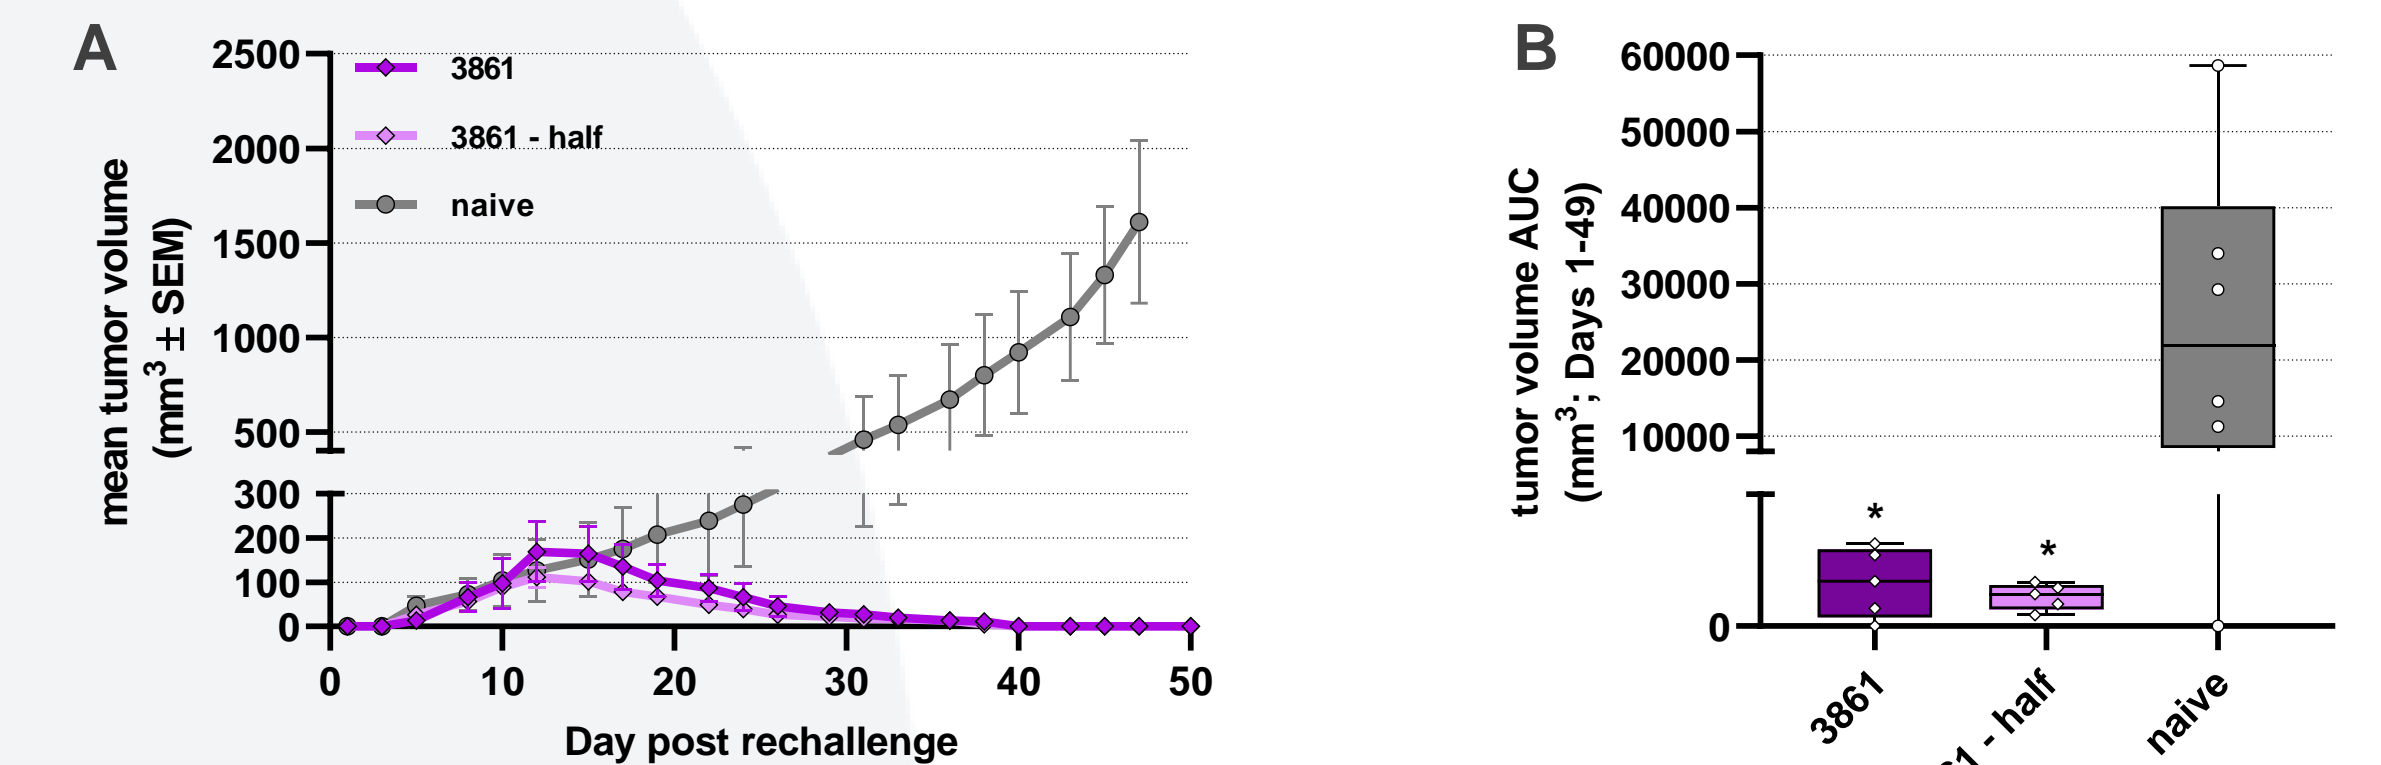 A
2500
2000
1500
1000
500
300
200
100
0
mean tumor volume
(mm³ ± SEM)
3861
3861 - half
naive
0 10 20 30 40 50
Day post rechallenge
B
60000
50000
40000
30000
20000
10000
0
tumor volume AUC
(mm³; Days 1-49)
*
*
3861
61 - half
naive